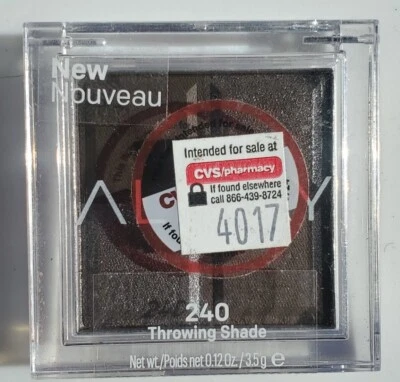 New
Nouveau
Intended for sale at
CVS/pharmacy
If found elsewhere
call 866-439-8724
4017
240
Throwing Shade
Net wt./Poids net 0.12 Oz. / 3.5 g e